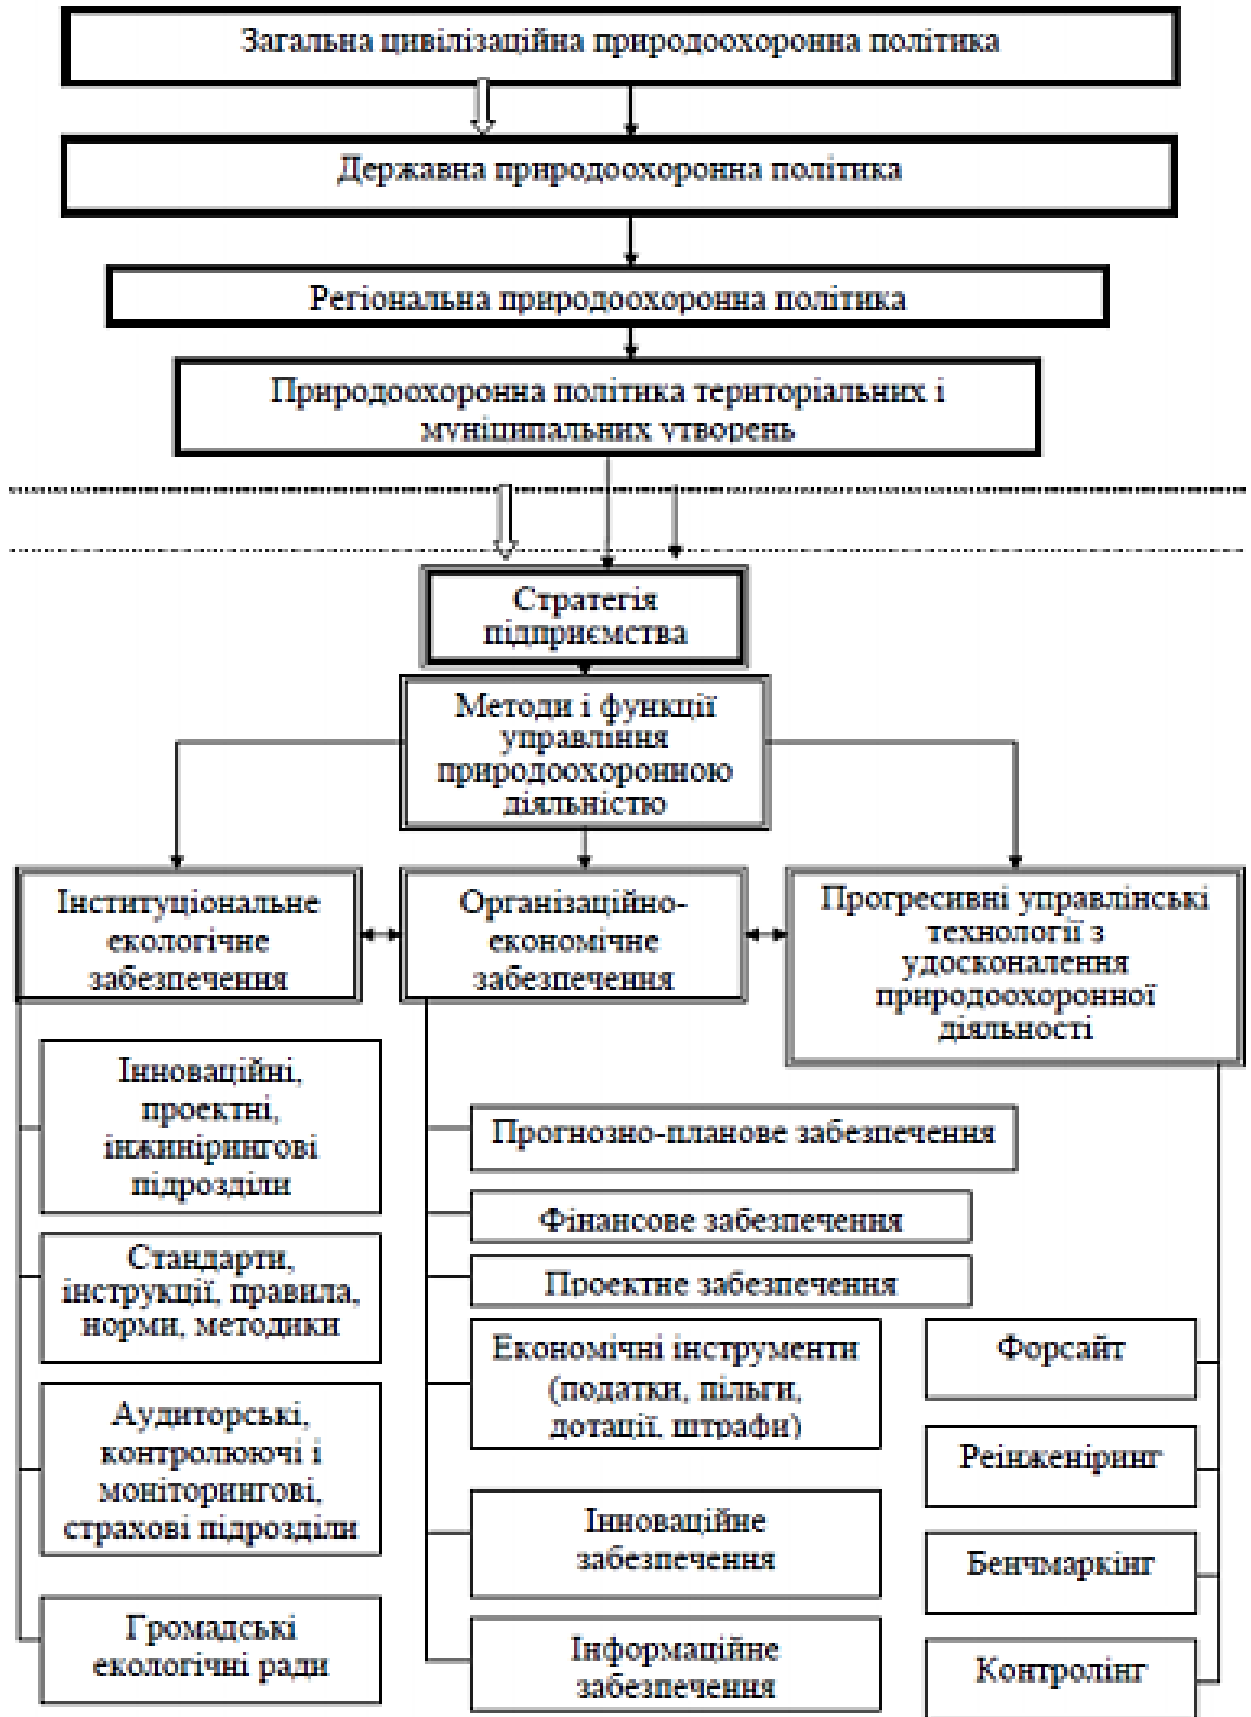 Загальна цивілізаційна природоохоронна політика
Державна природоохоронна політика
Регіональна природоохоронна політика
Природоохоронна політика територіальних і
муніципальних утворень
Стратегія
підприємства
Методи і функції
управління
природоохоронною
діяльністю
Інституціональне
екологічне
забезпечення
Організаційно-
економічне
забезпечення
Прогресивні управлінські
технології з
удосконалення
природоохоронної
діяльності
Інноваційні,
проектні,
інжинірингові
підрозділи
Стандарти,
інструкції, правила,
норми, методики
Аудиторські,
контролюючі і
моніторингові,
страхові підрозділи
Громадські
екологічні ради
Прогнозно-планове забезпечення
Фінансове забезпечення
Проектне забезпечення
Економічні інструменти
(податки, пільги,
дотації, штрафи)
Інноваційне
забезпечення
Інформаційне
забезпечення
Форсайт
Реінженіринг
Бенчмаркінг
Контролінг